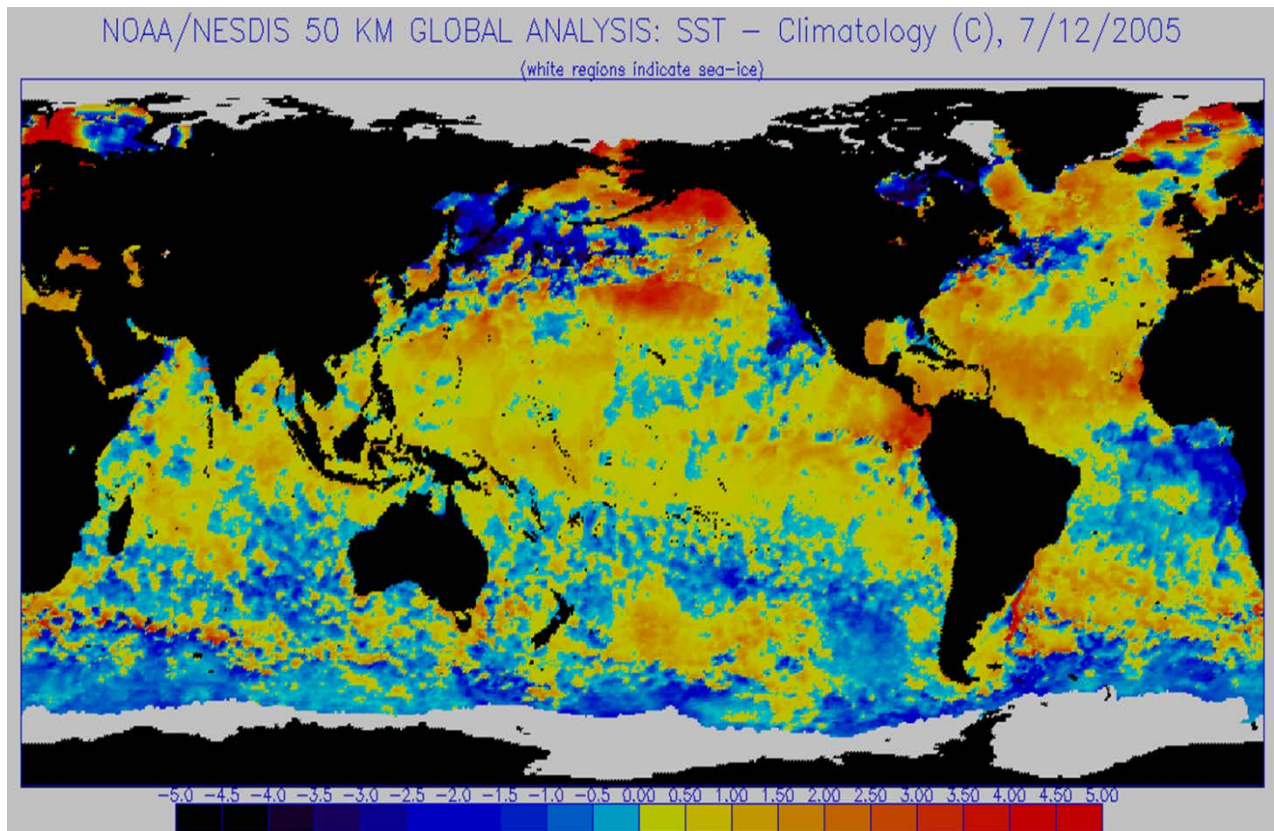 NOAA/NESDIS 50 KM GLOBAL ANALYSIS: SST – Climatology (C), 7/12/2005
(white regions indicate sea-ice)
-5.0 -4.5 -4.0 -3.5 -3.0 -2.5 -2.0 -1.5 -1.0 -0.5 0.00 0.50 1.00 1.50 2.00 2.50 3.00 3.50 4.00 4.50 5.00